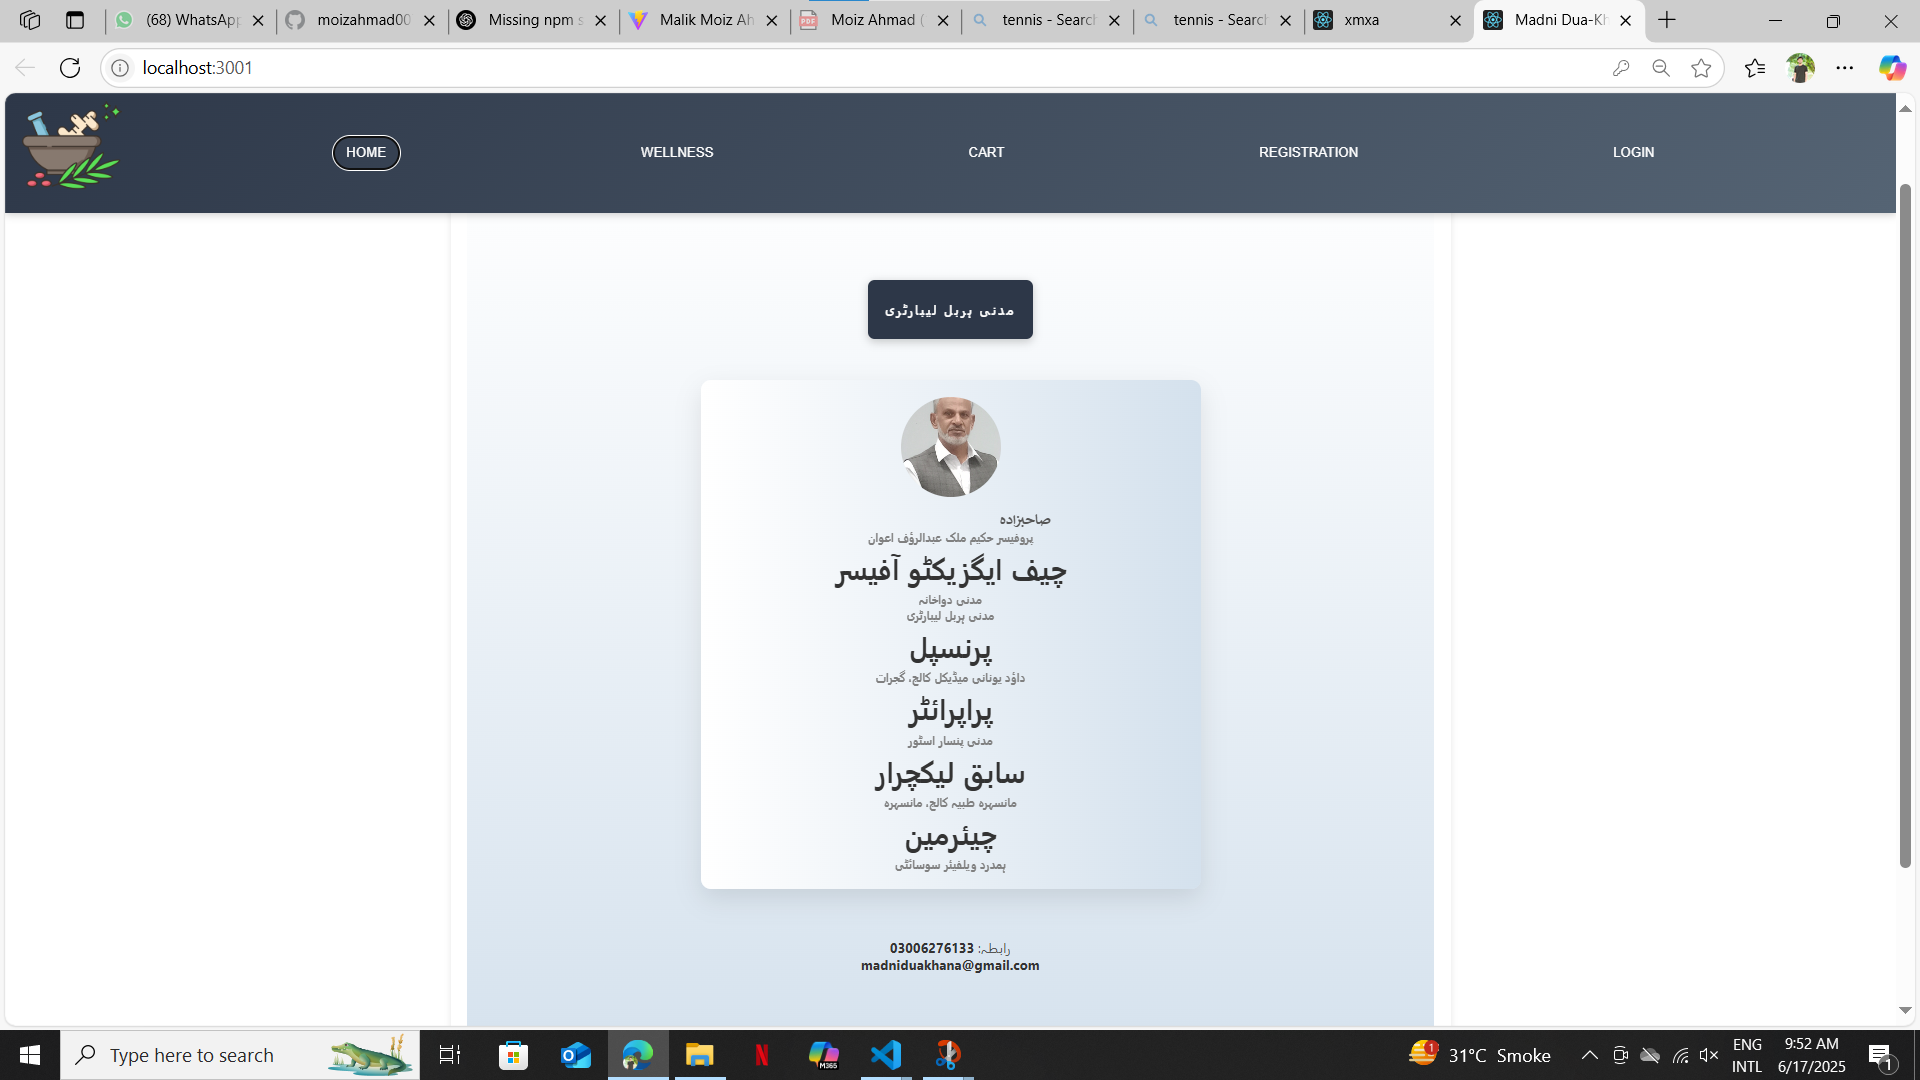 (68) WhatsApp
moizahmad00
Missing npm s
Malik Moiz Ah
Moiz Ahmad (
tennis - Search
tennis - Search
xmxa
Madni Dua-Kh
localhost:3001
HOME
WELLNESS
CART
REGISTRATION
LOGIN
مدنی ہربل لیبارٹری
صاحبزادہ
پروفیسر حکیم ملک عبدالرؤف اعوان
چیف ایگزیکٹو آفیسر
مدنی دواخانہ
مدنی ہربل لیبارٹری
پرنسپل
داؤد یونانی میڈیکل کالج، گجرات
پراپرائٹر
مدنی پنسار اسٹور
سابق لیکچرار
مانسہرہ طبیہ کالج، مانسہرہ
چیئرمین
ہمدرد ویلفیئر سوسائٹی
رابطہ: 03006276133
madniduakhana@gmail.com
Type here to search
M365
1
31°C Smoke
ENG
INTL
9:52 AM
6/17/2025
1